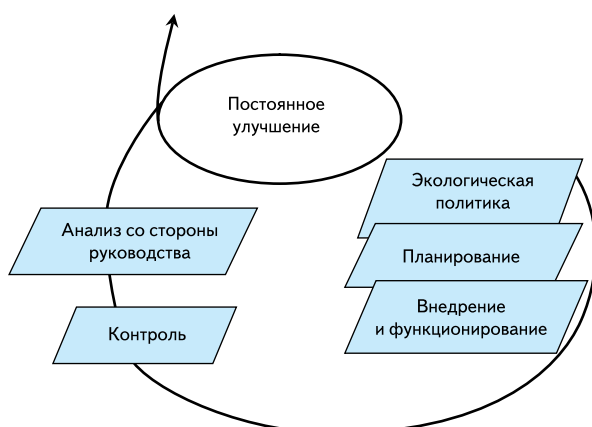 Постоянное
улучшение
Экологическая
политика
Планирование
Внедрение
и функционирование
Контроль
Анализ со стороны
руководства